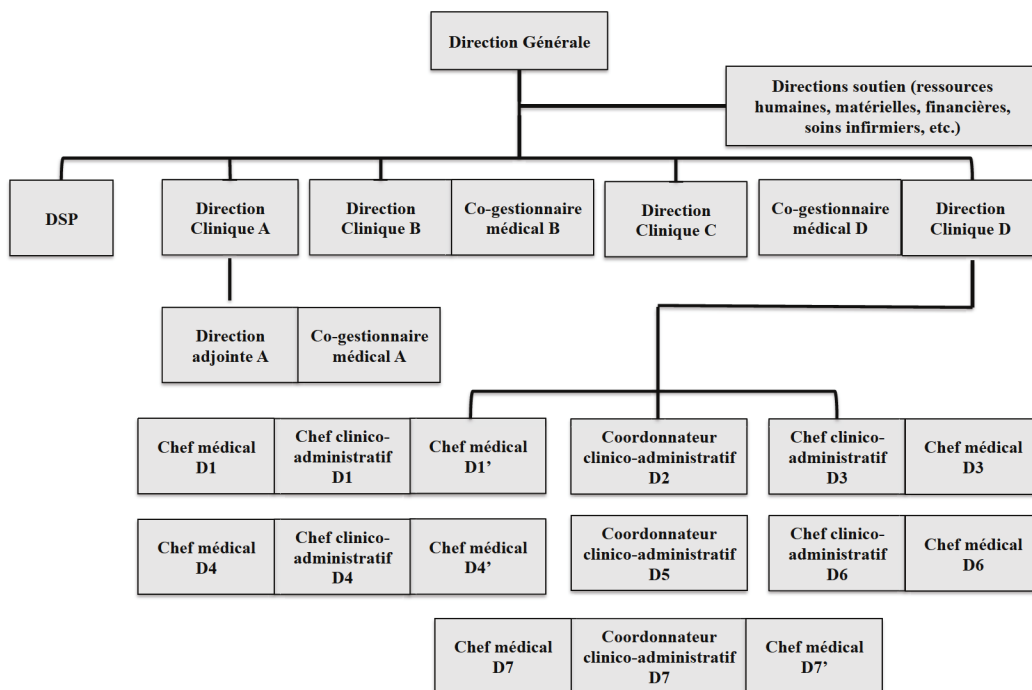 Direction Générale
Directions soutien (ressources
humaines, matérielles, financières,
soins infirmiers, etc.)
DSP
Direction
Clinique A
Direction
Clinique B
Co-gestionnaire
médical B
Direction
Clinique C
Co-gestionnaire
médical D
Direction
Clinique D
Direction
adjointe A
Co-gestionnaire
médical A
Chef médical
D1
Chef clinico-
administratif
D1
Chef médical
D1’
Coordonnateur
clinico-administratif
D2
Chef clinico-
administratif
D3
Chef médical
D3
Chef médical
D4
Chef clinico-
administratif
D4
Chef médical
D4’
Coordonnateur
clinico-administratif
D5
Chef clinico-
administratif
D6
Chef médical
D6
Chef médical
D7
Coordonnateur
clinico-administratif
D7
Chef médical
D7’